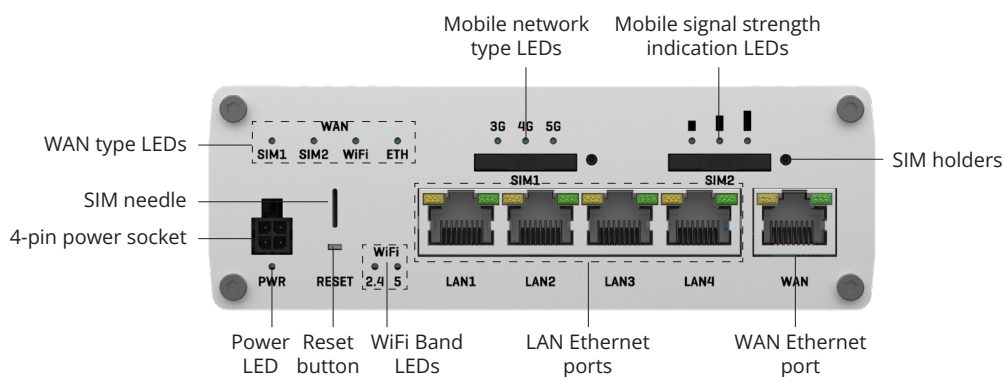 Mobile network
type LEDs
Mobile signal strength
indication LEDs
WAN type LEDs
WAN
SIM1 SIM2 WiFi ETH
3G 4G 5G
SIM1
SIM2
SIM holders
SIM needle
4-pin power socket
PWR
RESET
WiFi
2.4 5
LAN1 LAN2 LAN3 LAN4 WAN
Power
LED
Reset
button
WiFi Band
LEDs
LAN Ethernet
ports
WAN Ethernet
port